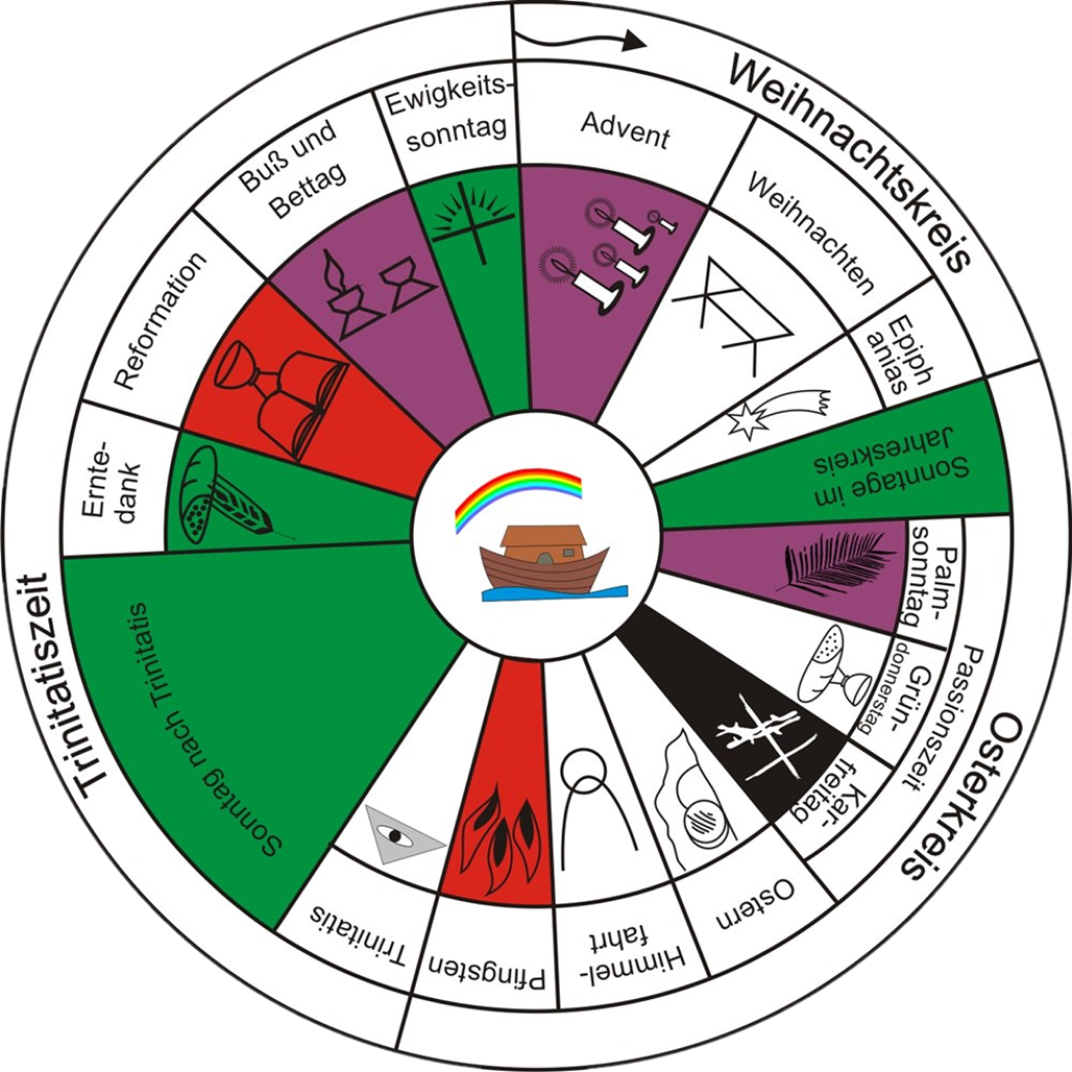 Weihnachtskreis
Advent
Weihnachten
Epiph
anias
Sonntage im
Jahreskreis
Osterkreis
Passionszeit
Palm-
sonntag
Grün-
donnerstag
Kar-
freitag
Ostern
Himmel-
fahrt
Pfingsten
Trinitatiszeit
Trinitatis
Sonntag nach Trinitatis
Ernte-
dank
Reformation
Buß und
Bettag
Ewigkeits-
sonntag